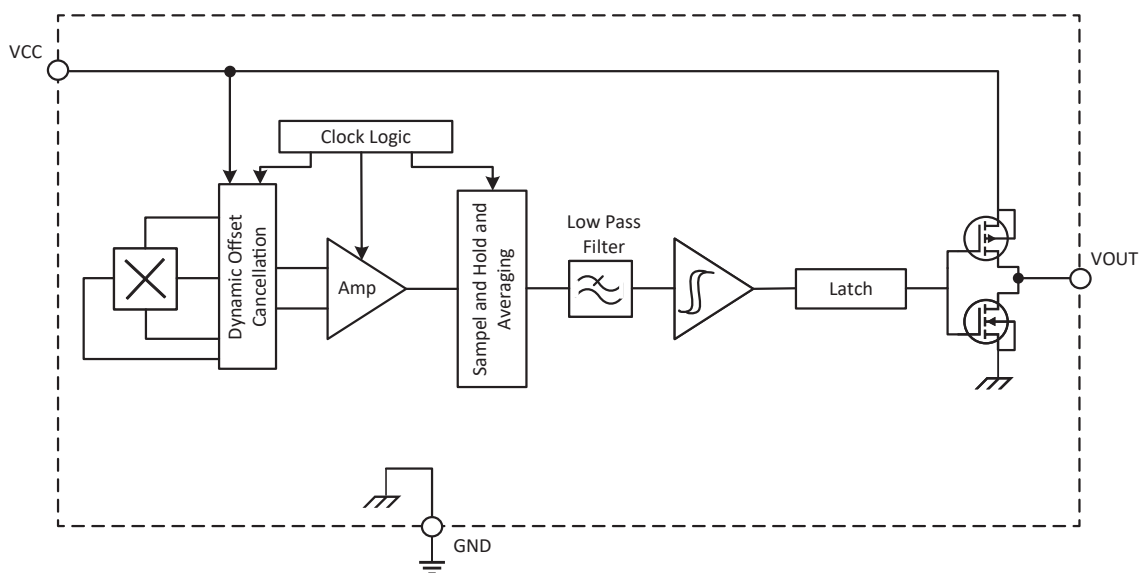 VCC
Clock Logic
Dynamic Offset
Cancellation
Amp
Sampel and Hold and
Averaging
Low Pass
Filter
Latch
VOUT
GND